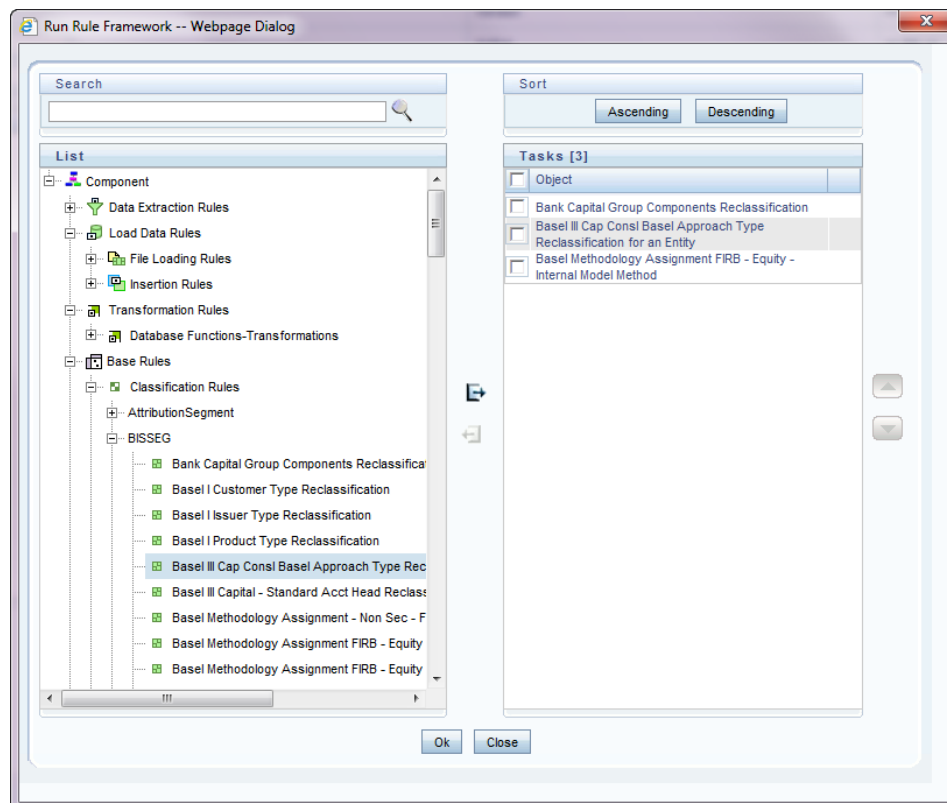 Run Rule Framework -- Webpage Dialog
x
Search
Sort
Ascending
Descending
List
Tasks [3]
Component
Object
Data Extraction Rules
Bank Capital Group Components Reclassification
Load Data Rules
Basel III Cap Consl Basel Approach Type
Reclassification for an Entity
File Loading Rules
Basel Methodology Assignment FIRB - Equity -
Internal Model Method
Insertion Rules
Transformation Rules
Database Functions-Transformations
Base Rules
Classification Rules
AttributionSegment
BISSEG
Bank Capital Group Components Reclassifica
Basel I Customer Type Reclassification
Basel I Issuer Type Reclassification
Basel I Product Type Reclassification
Basel III Cap Consl Basel Approach Type Rec
Basel III Capital - Standard Acct Head Reclass
Basel Methodology Assignment - Non Sec - F
Basel Methodology Assignment FIRB - Equity
Basel Methodology Assignment FIRB - Equity
Ok
Close